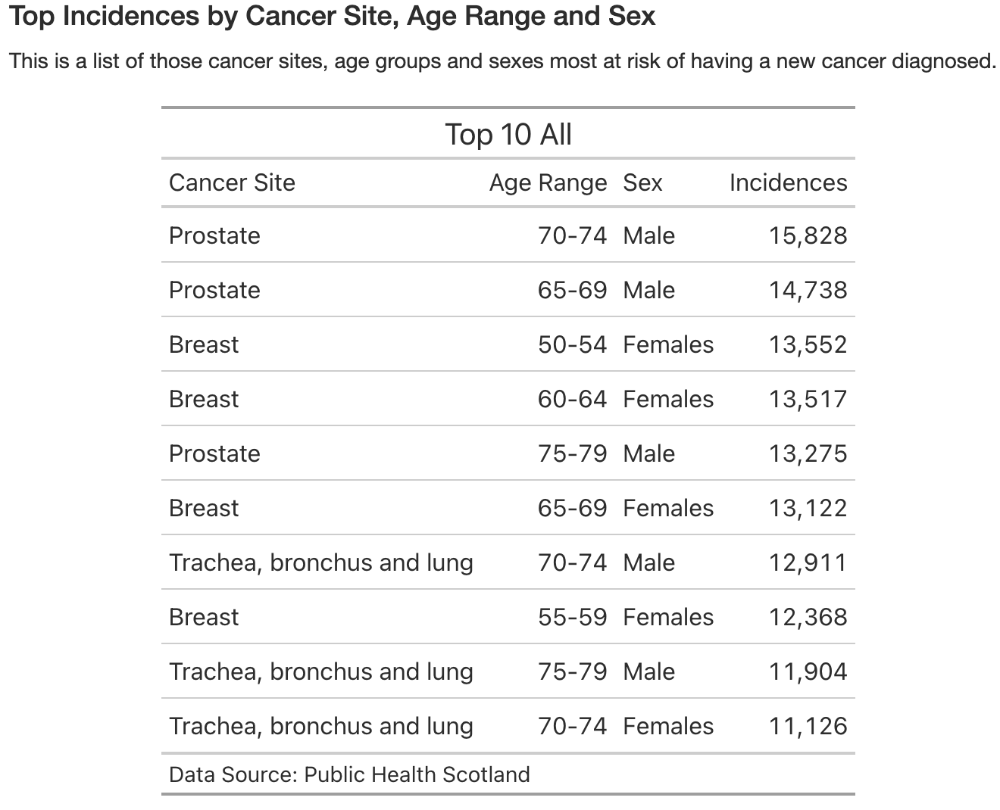 Top Incidences by Cancer Site, Age Range and Sex
This is a list of those cancer sites, age groups and sexes most at risk of having a new cancer diagnosed.
Top 10 All
Cancer Site Age Range Sex Incidences
Prostate 70-74 Male 15,828
Prostate 65-69 Male 14,738
Breast 50-54 Females 13,552
Breast 60-64 Females 13,517
Prostate 75-79 Male 13,275
Breast 65-69 Females 13,122
Trachea, bronchus and lung 70-74 Male 12,911
Breast 55-59 Females 12,368
Trachea, bronchus and lung 75-79 Male 11,904
Trachea, bronchus and lung 70-74 Females 11,126
Data Source: Public Health Scotland